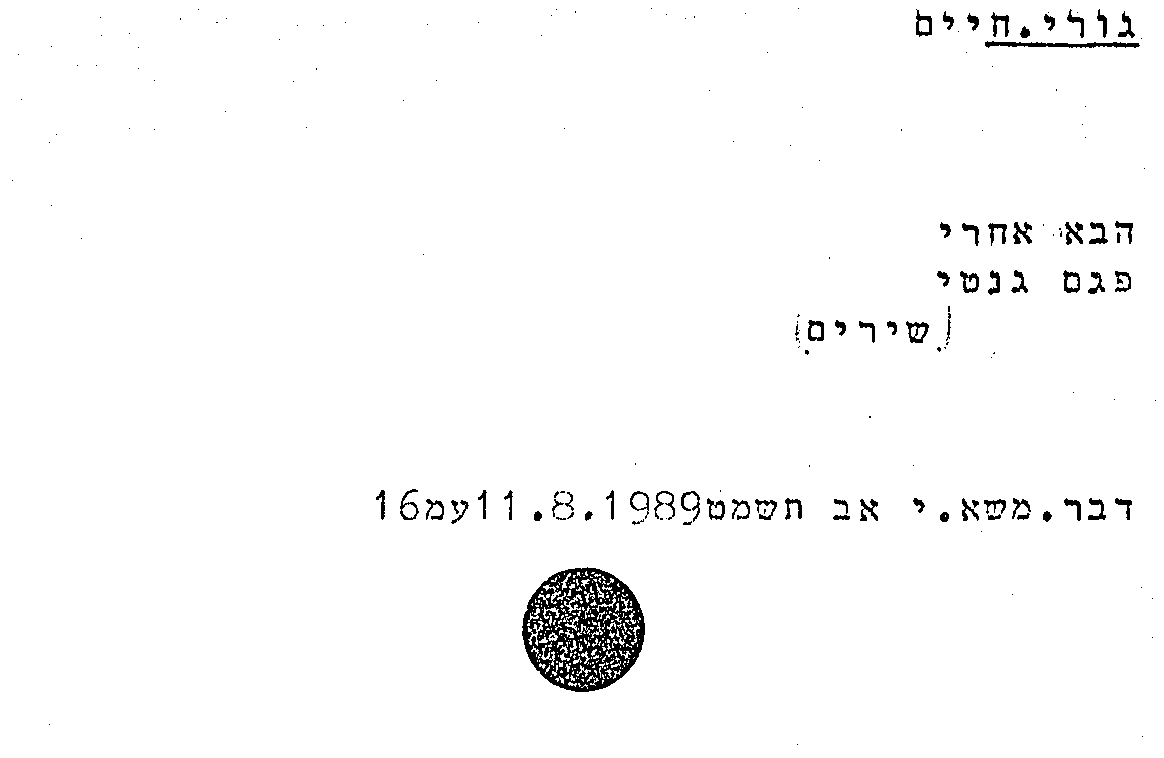 גורי.חיים
הבא אחרי
פגם גנטי
(שירים)
דבר.משא.י אב תשמט11.8.1989עמ16